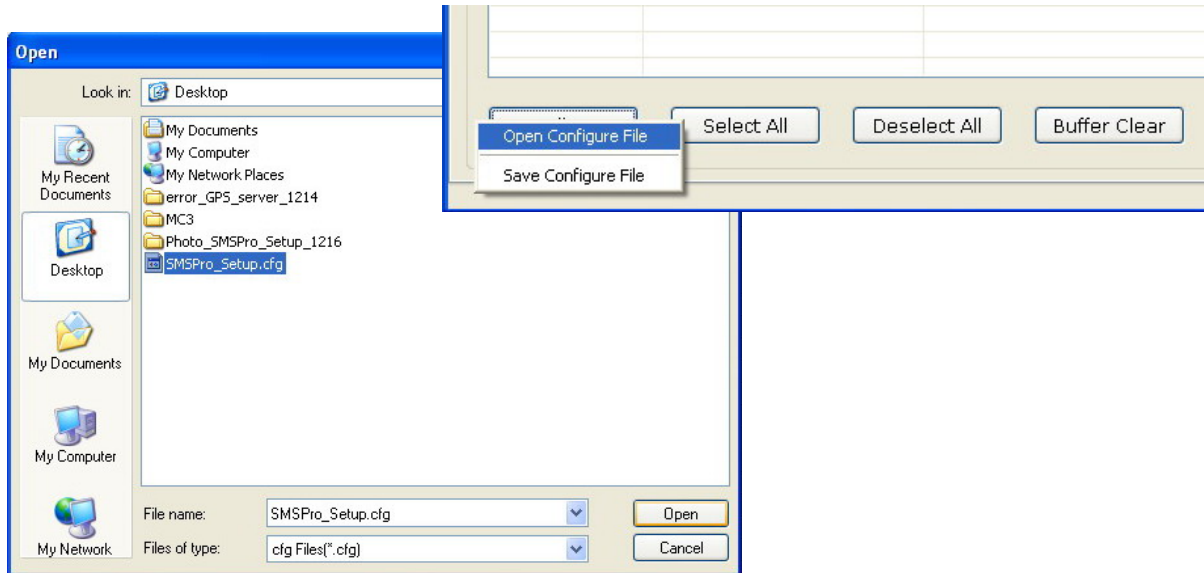 Open
Look in: Desktop
My Recent
Documents
Desktop
My Documents
My Computer
My Network
My Documents
My Computer
My Network Places
error_GPS_server_1214
MC3
Photo_SMSPro_Setup_1216
SMSPro_Setup.cfg
File name: SMSPro_Setup.cfg
Open
Files of type: cfg Files(*.cfg)
Cancel
Open Configure File
Save Configure File
Select All
Deselect All
Buffer Clear